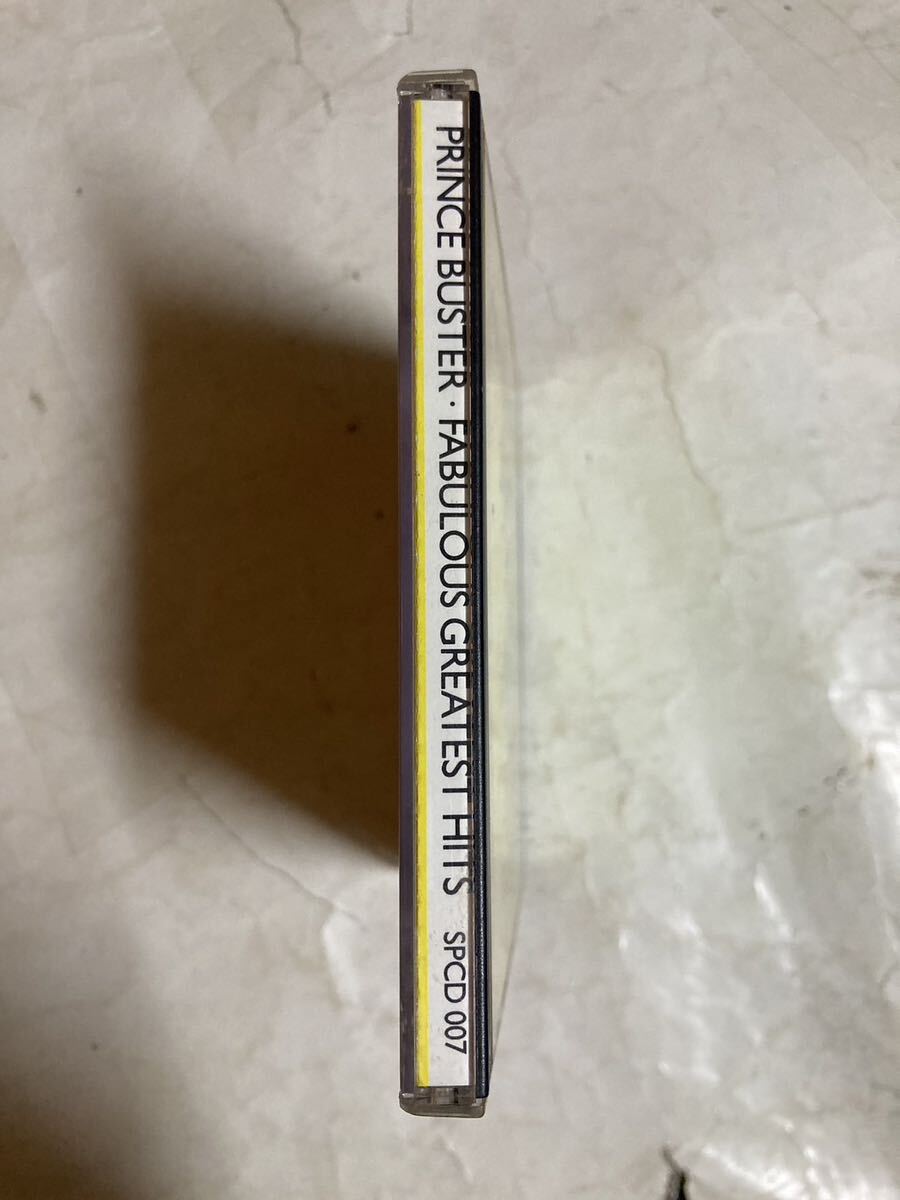 PRINCE BUSTER · FABULOUS GREATEST HITS SPCD 007